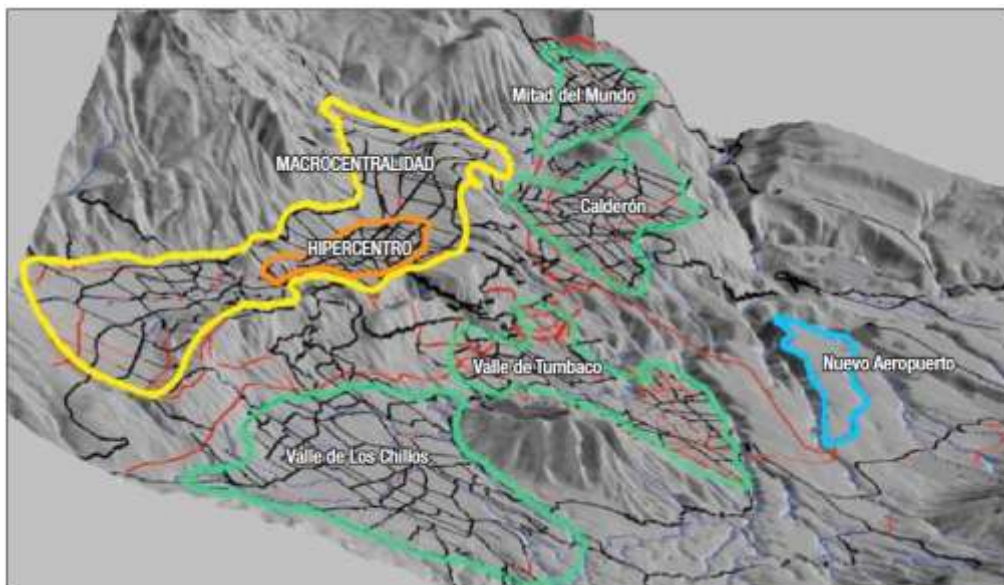 Mitad del Mundo
MACROCENTRALIDAD
Calderón
HIPERCENTRO
Valle de Tumbaco
Nuevo Aeropuerto
Valle de Los Chillos